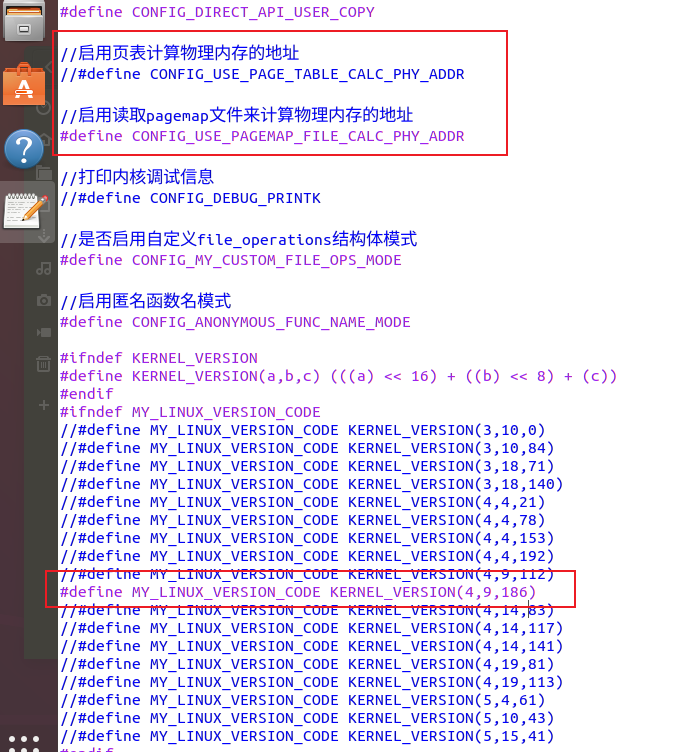 #define CONFIG_DIRECT_API_USER_COPY
//启用页表计算物理内存的地址
//#define CONFIG_USE_PAGE_TABLE_CALC_PHY_ADDR
//启用读取pagemap文件来计算物理内存的地址
#define CONFIG_USE_PAGEMAP_FILE_CALC_PHY_ADDR
//打印内核调试信息
//#define CONFIG_DEBUG_PRINTK
//是否启用自定义file_operations结构体模式
#define CONFIG_MY_CUSTOM_FILE_OPS_MODE
//启用匿名函数名模式
#define CONFIG_ANONYMOUS_FUNC_NAME_MODE
#ifndef KERNEL_VERSION
#define KERNEL_VERSION(a,b,c) (((a) << 16) + ((b) << 8) + (c))
#endif
#ifndef MY_LINUX_VERSION_CODE
//#define MY_LINUX_VERSION_CODE KERNEL_VERSION(3,10,0)
//#define MY_LINUX_VERSION_CODE KERNEL_VERSION(3,10,84)
//#define MY_LINUX_VERSION_CODE KERNEL_VERSION(3,18,71)
//#define MY_LINUX_VERSION_CODE KERNEL_VERSION(3,18,140)
//#define MY_LINUX_VERSION_CODE KERNEL_VERSION(4,4,21)
//#define MY_LINUX_VERSION_CODE KERNEL_VERSION(4,4,78)
//#define MY_LINUX_VERSION_CODE KERNEL_VERSION(4,4,153)
//#define MY_LINUX_VERSION_CODE KERNEL_VERSION(4,4,192)
//#define MY_LINUX_VERSION_CODE KERNEL_VERSION(4,9,112)
#define MY_LINUX_VERSION_CODE KERNEL_VERSION(4,9,186)
//#define MY_LINUX_VERSION_CODE KERNEL_VERSION(4,14,83)
//#define MY_LINUX_VERSION_CODE KERNEL_VERSION(4,14,117)
//#define MY_LINUX_VERSION_CODE KERNEL_VERSION(4,14,141)
//#define MY_LINUX_VERSION_CODE KERNEL_VERSION(4,19,81)
//#define MY_LINUX_VERSION_CODE KERNEL_VERSION(4,19,113)
//#define MY_LINUX_VERSION_CODE KERNEL_VERSION(5,4,61)
//#define MY_LINUX_VERSION_CODE KERNEL_VERSION(5,10,43)
//#define MY_LINUX_VERSION_CODE KERNEL_VERSION(5,15,41)
#endif